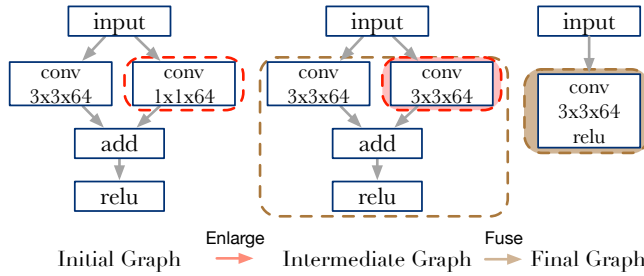 input
conv
3x3x64
conv
1x1x64
add
relu
input
conv
3x3x64
conv
3x3x64
add
relu
input
conv
3x3x64
relu
Initial Graph
Enlarge
Intermediate Graph
Fuse
Final Graph